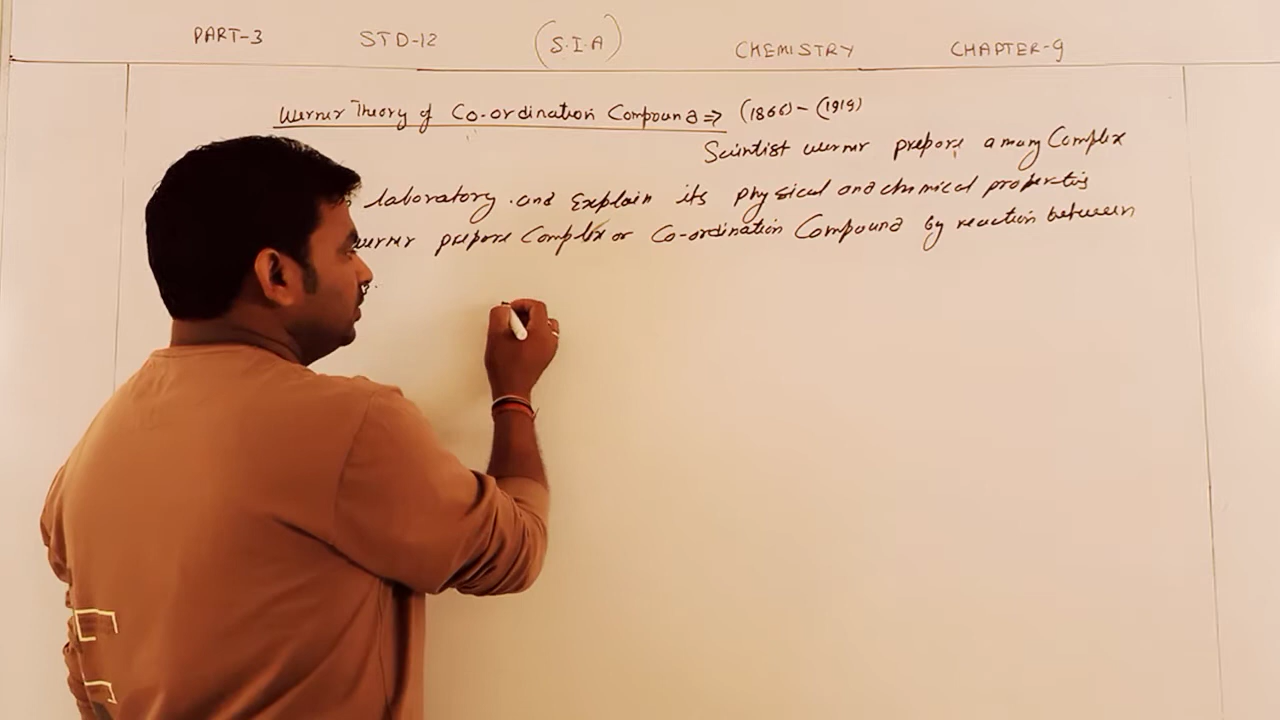 PART-3 STD-12 (S.I.A) CHEMISTRY CHAPTER-9
Werner Theory of Co-ordination Compound ⇒ (1866) - (1919)
Scientist werner prepare a many Complex
laboratory and Explain its physical and chemical properties
werner prepare Complex or Co-ordination Compound by reaction between